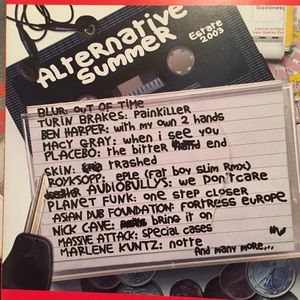 Stadionweg
ALTERNATIVE
SUMMER
Estate
2003
BLUR: OUT OF TIME
TURIN BRAKES: PAINKILLER
BEN HARPER: with my own 2 hands
MACY GRAY: when i see you
PLACEBO: the bitter end
SKIN: trashed
ROYKSOPP: eple (Fat Boy Slim Rmx)
AUDIOBULLYS: we don't care
PLANET FUNK: one step closer
ASIAN DUB FOUNDATION: FORTRESS EUROPE
NICK CAVE: bring it on
MASSIVE ATTACK: special cases
MARLENE KUNTZ: notte
And many more...